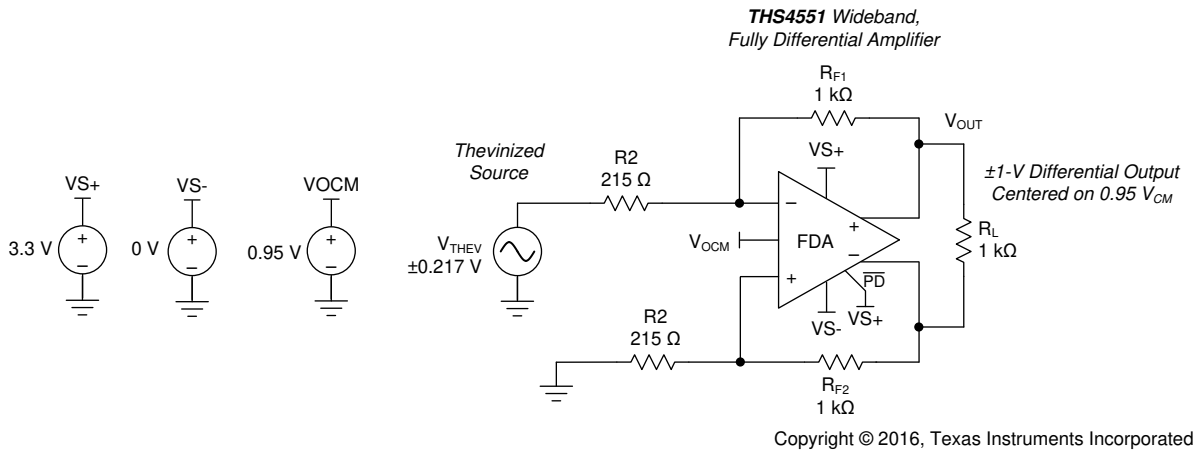 THS4551 Wideband,
Fully Differential Amplifier
RF1
1 kΩ
VOUT
Thevinized
Source
R2
215 Ω
VS+
±1-V Differential Output
Centered on 0.95 VCM
VS+
VS-
VOCM
3.3 V
+
−
0 V
+
−
0.95 V
+
−
VTHEV
±0.217 V
−
VOCM
FDA
+
+
−
PD
VS-
VS+
RL
1 kΩ
R2
215 Ω
RF2
1 kΩ
Copyright © 2016, Texas Instruments Incorporated